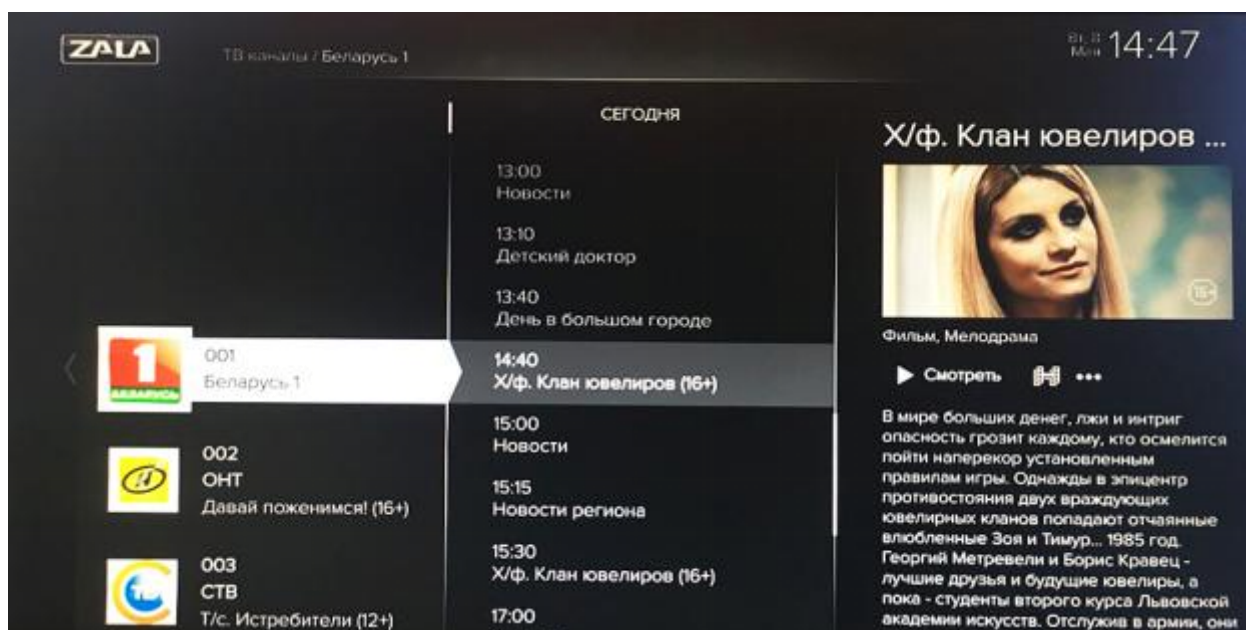 ZALA
ТВ каналы / Беларусь 1
Вт, 8
Мая
14:47
СЕГОДНЯ
13:00
Новости
13:10
Детский доктор
13:40
День в большом городе
14:40
Х/ф. Клан ювелиров (16+)
15:00
Новости
15:15
Новости региона
15:30
Х/ф. Клан ювелиров (16+)
17:00
1
БЕЛАРУСЬ
001
Беларусь 1
002
ОНТ
Давай поженимся! (16+)
003
СТВ
Т/с. Истребители (12+)
Х/ф. Клан ювелиров ...
Фильм, Мелодрама
Смотреть
В мире больших денег, лжи и интриг
опасность грозит каждому, кто осмелится
пойти наперекор установленным
правилам игры. Однажды в эпицентр
противостояния двух враждующих
ювелирных кланов попадают отчаянные
влюбленные Зоя и Тимур... 1985 год.
Георгий Метревели и Борис Кравец -
лучшие друзья и будущие ювелиры, а
пока - студенты второго курса Львовской
академии искусств. Отслужив в армии, они